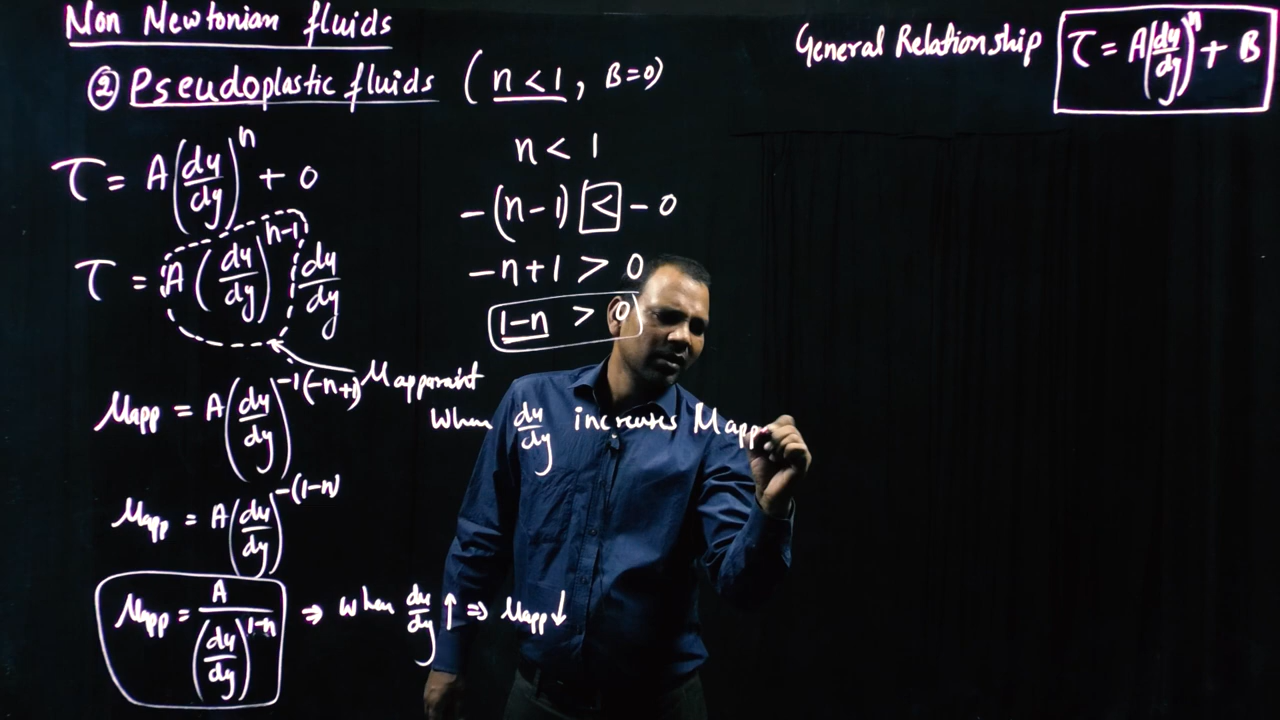 Non Newtonian fluids
General Relationship τ = A(du/dy)^n + B
② Pseudoplastic fluids (n < 1, B=0)
τ = A(du/dy)^n + 0
τ = A(du/dy)^n-1 du/dy
μapp = A(du/dy)^-1(-n+1)
μapp = A(du/dy)^-(1-n)
μapp = A/(du/dy)^1-n ⇒ when du/dy ↑ ⇒ μapp↓
n < 1
-(n-1) < -0
-n+1 > 0
1-n > 0
when du/dy increases μapp